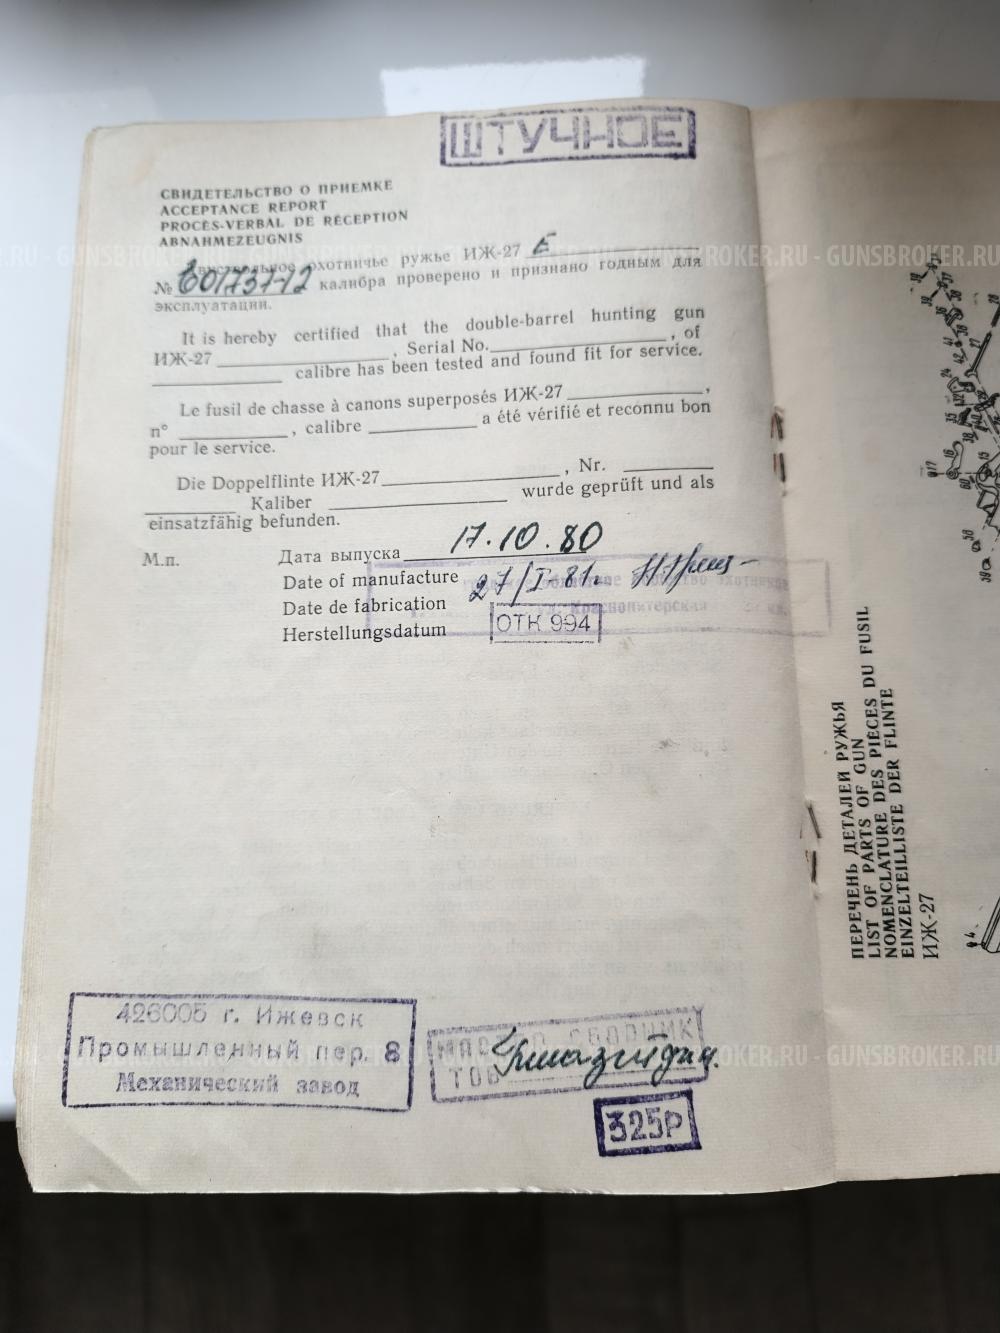 ШТУЧНОЕ
СВИДЕТЕЛЬСТВО О ПРИЕМКЕ
ACCEPTANCE REPORT
PROCÈS-VERBAL DE RÉCEPTION
ABNAHMEZEUGNIS
Двуствольное охотничье ружье ИЖ-27 Е
№ калибра проверено и признано годным для
эксплуатации.
It is hereby certified that the double-barrel hunting gun
ИЖ-27 , Serial No. , of
calibre has been tested and found fit for service.
Le fusil de chasse à canons superposés ИЖ-27 ,
n° , calibre a été vérifié et reconnu bon
pour le service.
Die Doppelflinte ИЖ-27 , Nr.
Kaliber wurde geprüft und als
einsatzfähig befunden.
М.п. Дата выпуска 17.10.80
Date of manufacture 27/I-81г
Date de fabrication
Herstellungsdatum ОТК 994
426005 г. Ижевск
Промышленный пер. 8
Механический завод
325Р
ПЕРЕЧЕНЬ ДЕТАЛЕЙ РУЖЬЯ
LIST OF PARTS OF GUN
NOMENCLATURE DES PIÈCES DU FUSIL
EINZELTEILLISTE DER FLINTE
ИЖ-27
GUNSBROKER.RU - GUNSBROKER.RU